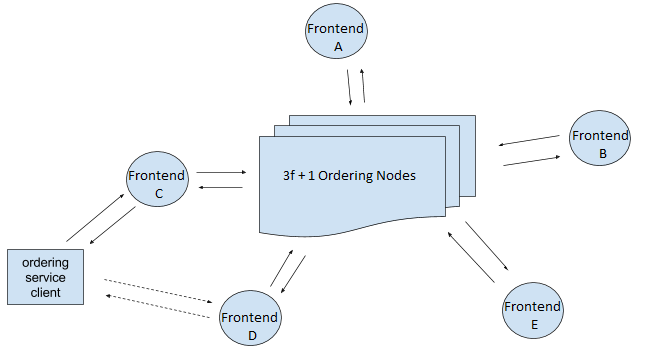 Frontend
A
Frontend
B
3f + 1 Ordering Nodes
Frontend
C
ordering
service
client
Frontend
D
Frontend
E